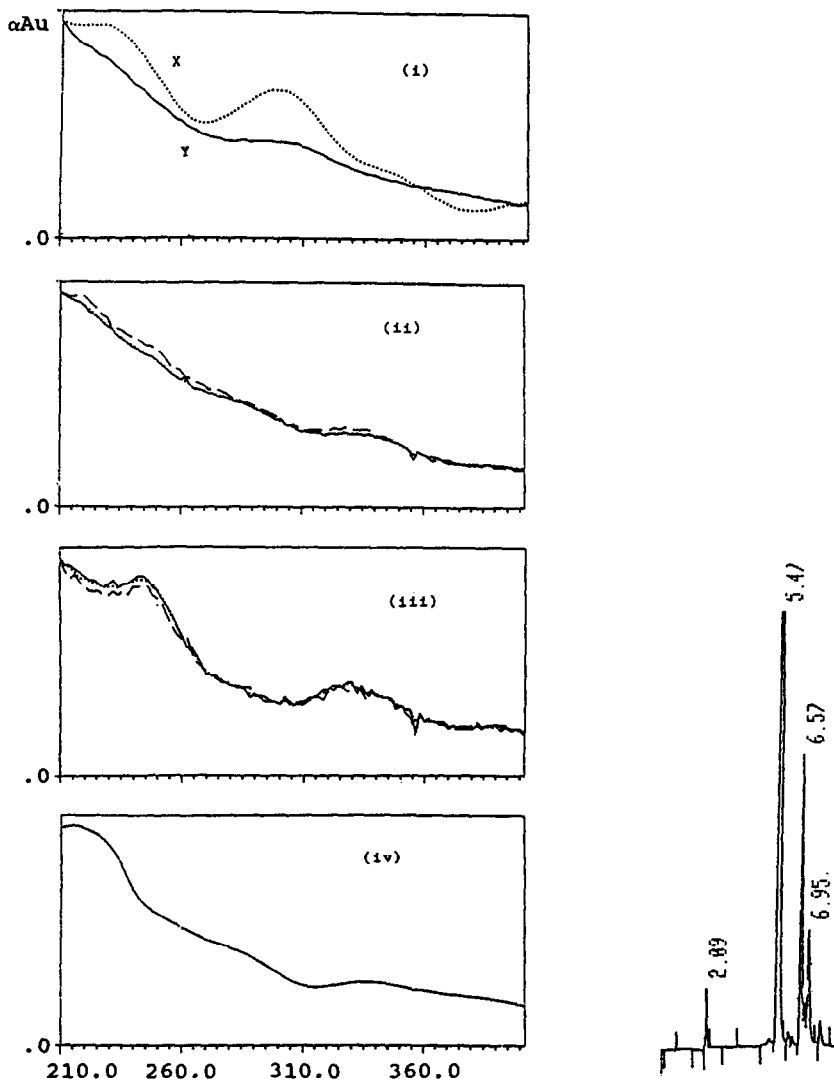 αAu
X
(i)
Y
.0
(ii)
.0
(iii)
.0
(iv)
.0
210.0 260.0 310.0 360.0
2.09
5.47
6.57
6.95.